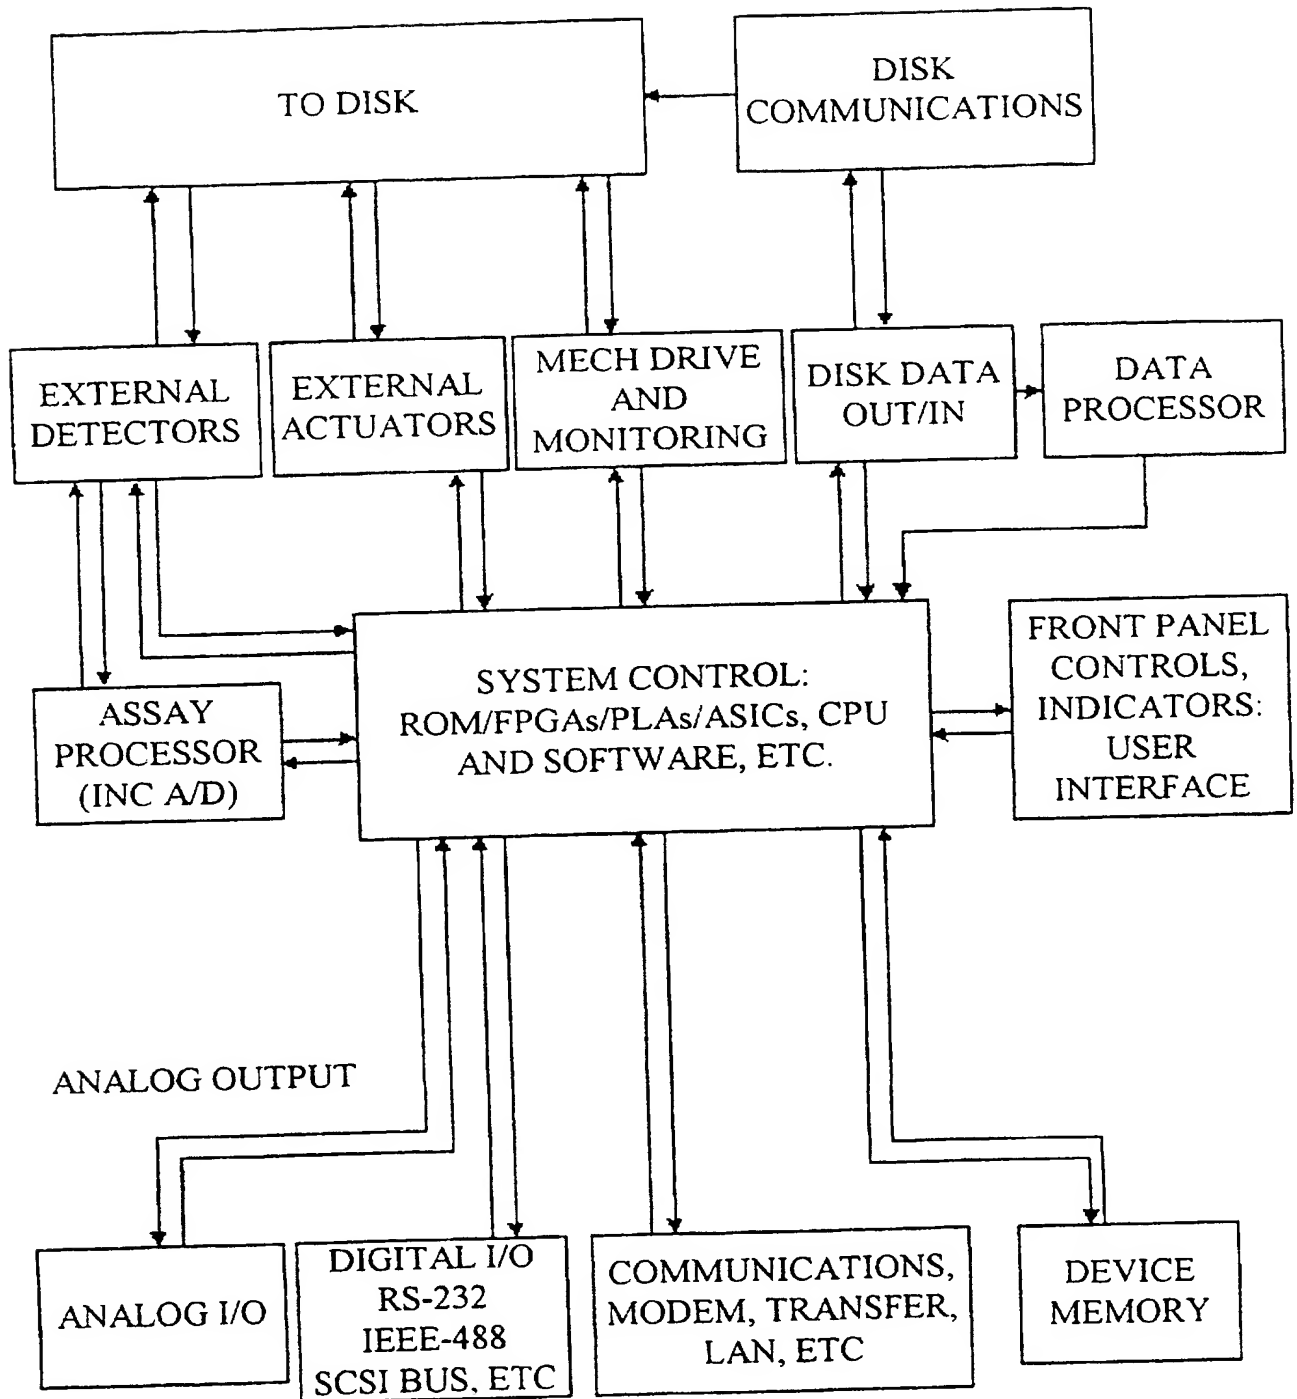 TO DISK
DISK
COMMUNICATIONS
EXTERNAL
DETECTORS
EXTERNAL
ACTUATORS
MECH DRIVE
AND
MONITORING
DISK DATA
OUT/IN
DATA
PROCESSOR
ASSAY
PROCESSOR
(INC A/D)
SYSTEM CONTROL:
ROM/FPGAs/PLAs/ASICs, CPU
AND SOFTWARE, ETC.
FRONT PANEL
CONTROLS,
INDICATORS:
USER
INTERFACE
ANALOG OUTPUT
ANALOG I/O
DIGITAL I/O
RS-232
IEEE-488
SCSI BUS, ETC
COMMUNICATIONS,
MODEM, TRANSFER,
LAN, ETC
DEVICE
MEMORY